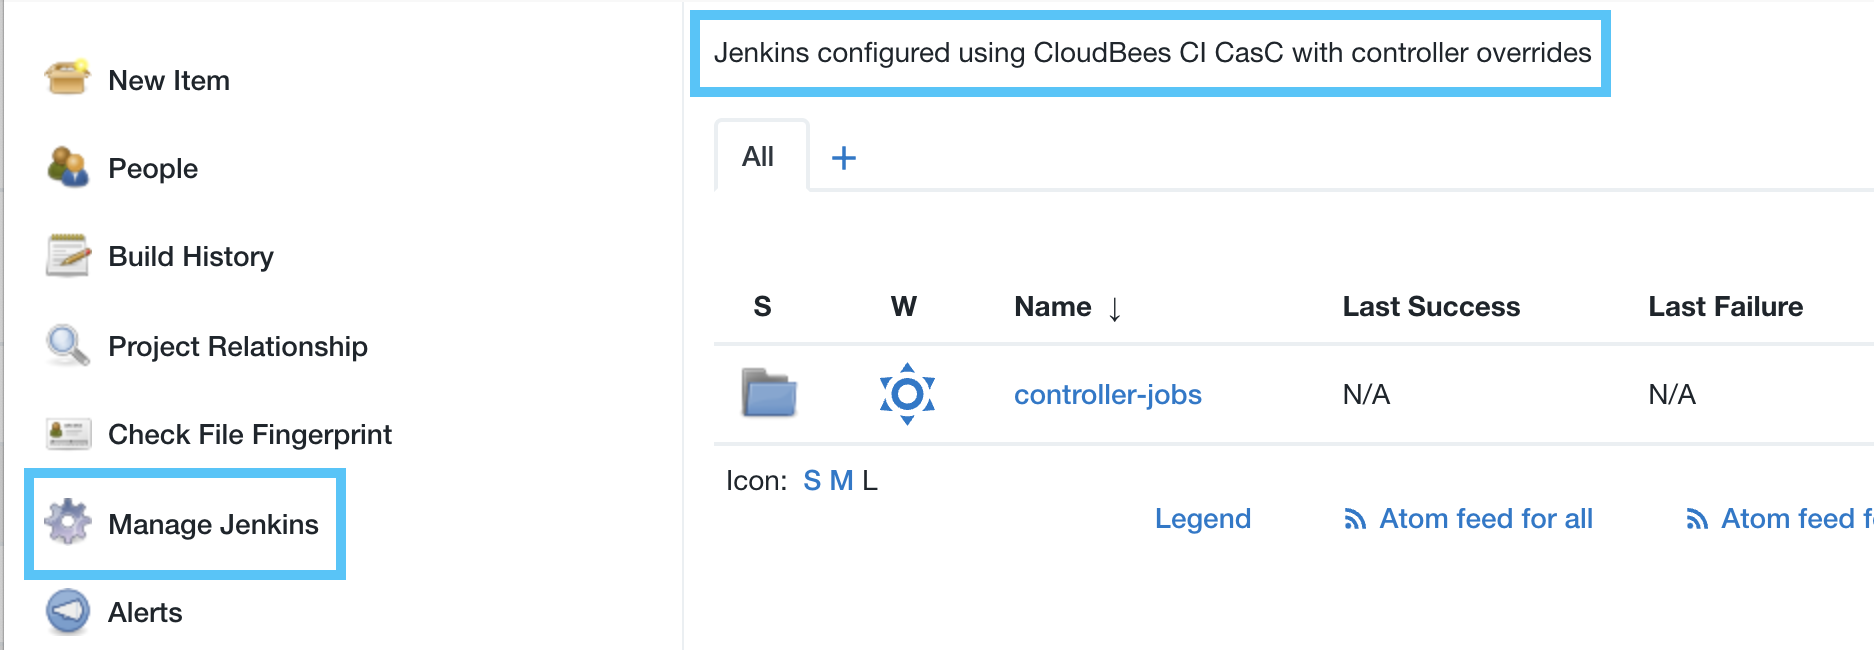 New Item
People
Build History
Project Relationship
Check File Fingerprint
Manage Jenkins
Alerts
Jenkins configured using CloudBees CI CasC with controller overrides
All +
S W Name ↓ Last Success Last Failure
controller-jobs N/A N/A
Icon: S M L
Legend Atom feed for all Atom feed